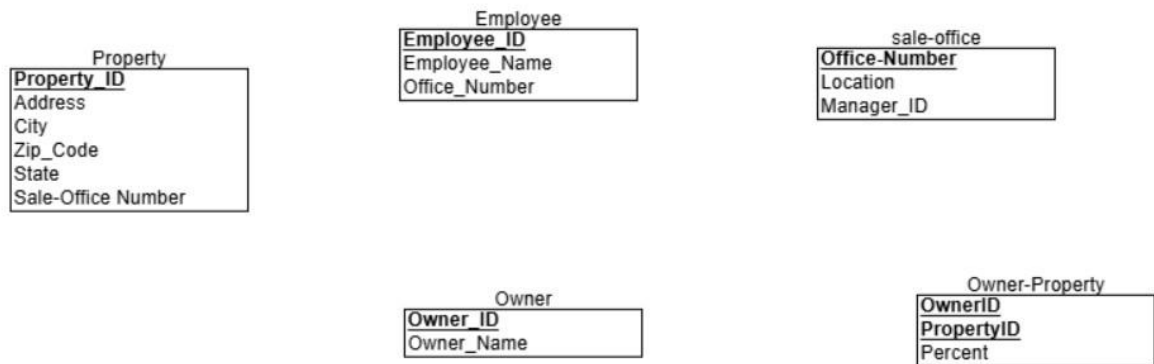 Property
Property_ID
Address
City
Zip_Code
State
Sale-Office Number
Employee
Employee_ID
Employee_Name
Office_Number
sale-office
Office-Number
Location
Manager_ID
Owner
Owner_ID
Owner_Name
Owner-Property
OwnerID
PropertyID
Percent